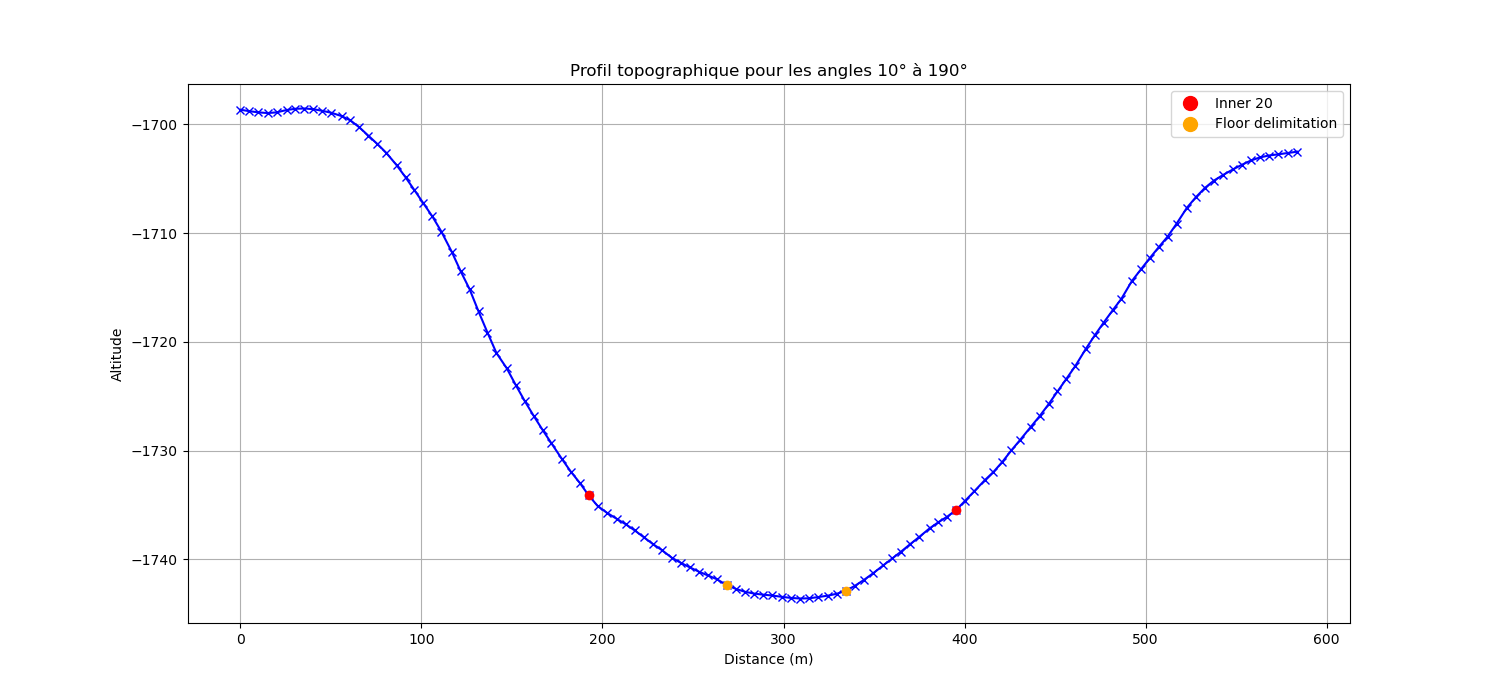 Profil topographique pour les angles 10° à 190°
Inner 20
Floor delimitation
Altitude
−1700
−1710
−1720
−1730
−1740
0 100 200 300 400 500 600
Distance (m)